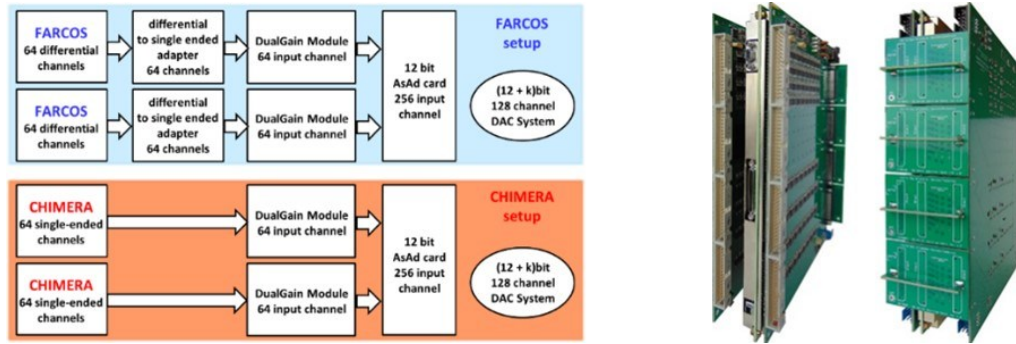 FARCOS
64 differential
channels
differential
to single ended
adapter
64 channels
DualGain Module
64 input channel
12 bit
AsAd card
256 input
channel
FARCOS
setup
(12 + k)bit
128 channel
DAC System
FARCOS
64 differential
channels
differential
to single ended
adapter
64 channels
DualGain Module
64 input channel
CHIMERA
64 single-ended
channels
DualGain Module
64 input channel
12 bit
AsAd card
256 input
channel
CHIMERA
setup
(12 + k)bit
128 channel
DAC System
CHIMERA
64 single-ended
channels
DualGain Module
64 input channel